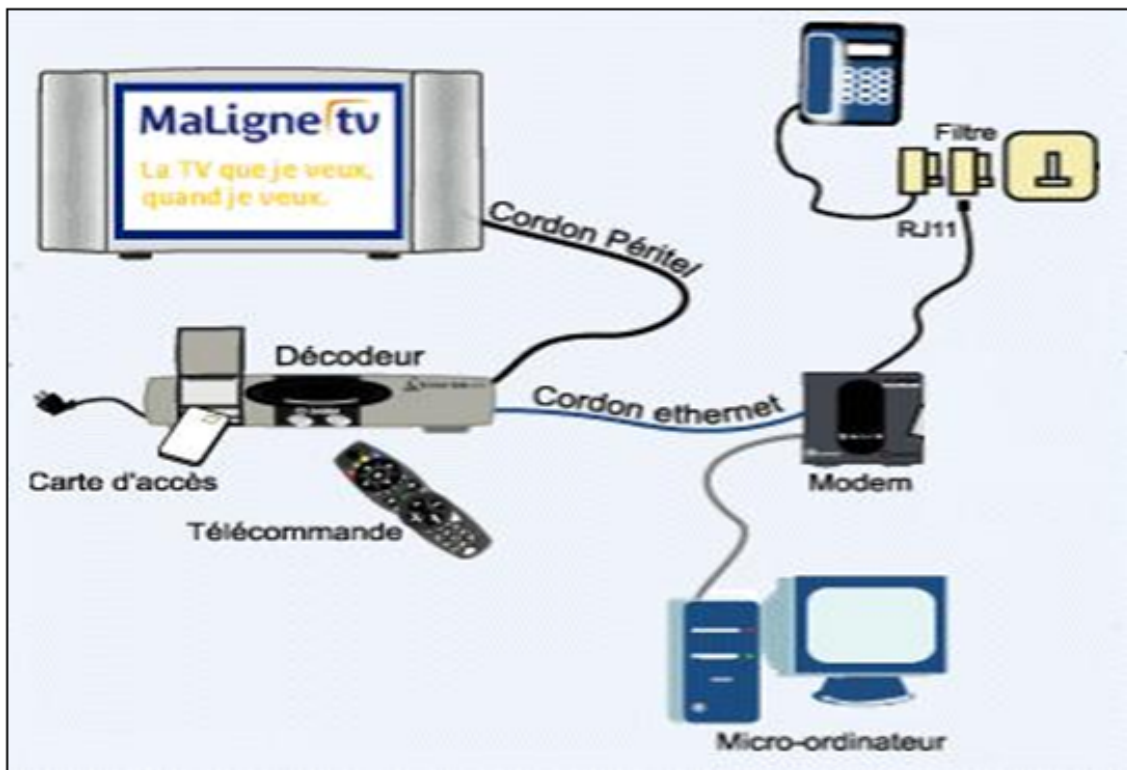 MaLigne tv
La TV que je veux,
quand je veux.
Filtre
RJ11
Cordon Péritel
Décodeur
Cordon ethernet
Carte d'accès
Modem
Télécommande
Micro-ordinateur